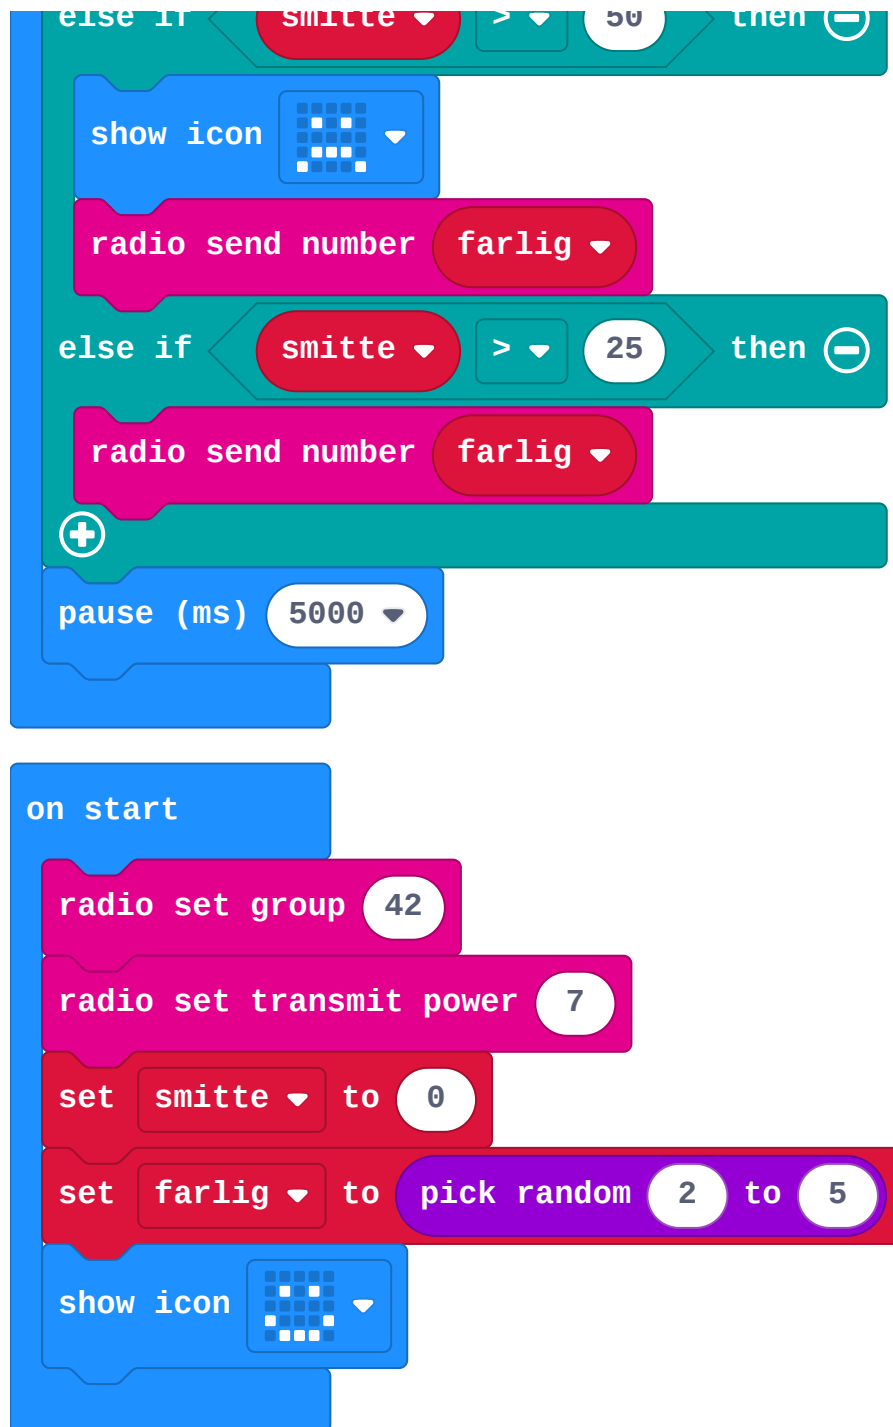 else if smitte > 50 then
show icon
radio send number farlig
else if smitte > 25 then
radio send number farlig
pause (ms) 5000
on start
radio set group 42
radio set transmit power 7
set smitte to 0
set farlig to pick random 2 to 5
show icon